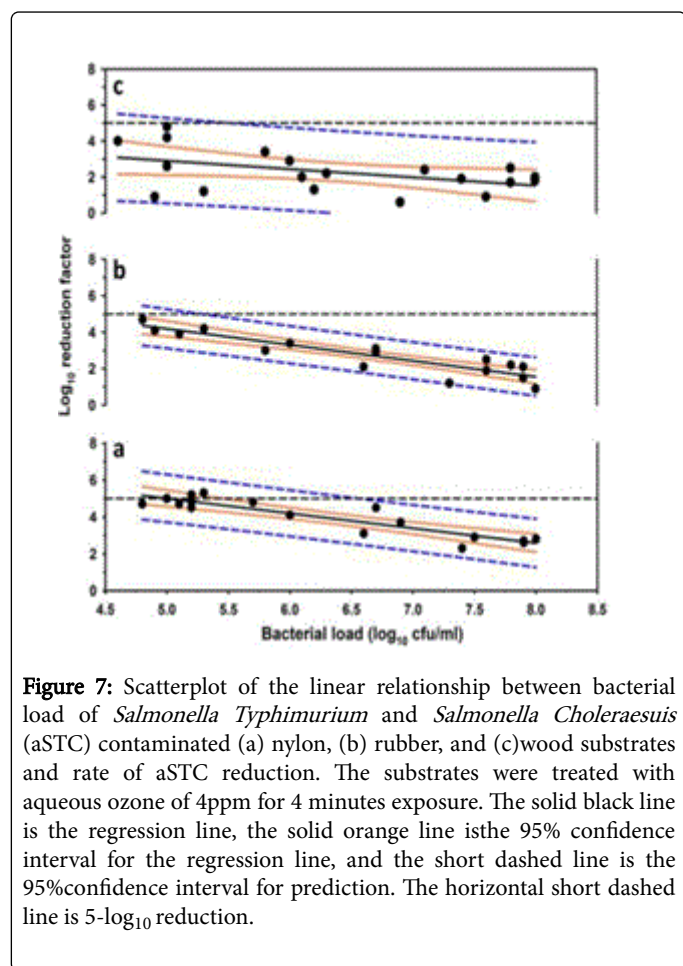 8
c
6
4
2
0
8
b
6
4
2
0
Log10 reduction factor
8
a
6
4
2
0
4.5 5.0 5.5 6.0 6.5 7.0 7.5 8.0 8.5
Bacterial load (log10 cfu/ml)
Figure 7: Scatterplot of the linear relationship between bacterial
load of Salmonella Typhimurium and Salmonella Choleraesuis
(aSTC) contaminated (a) nylon, (b) rubber, and (c)wood substrates
and rate of aSTC reduction. The substrates were treated with
aqueous ozone of 4ppm for 4 minutes exposure. The solid black line
is the regression line, the solid orange line isthe 95% confidence
interval for the regression line, and the short dashed line is the
95%confidence interval for prediction. The horizontal short dashed
line is 5-log10 reduction.